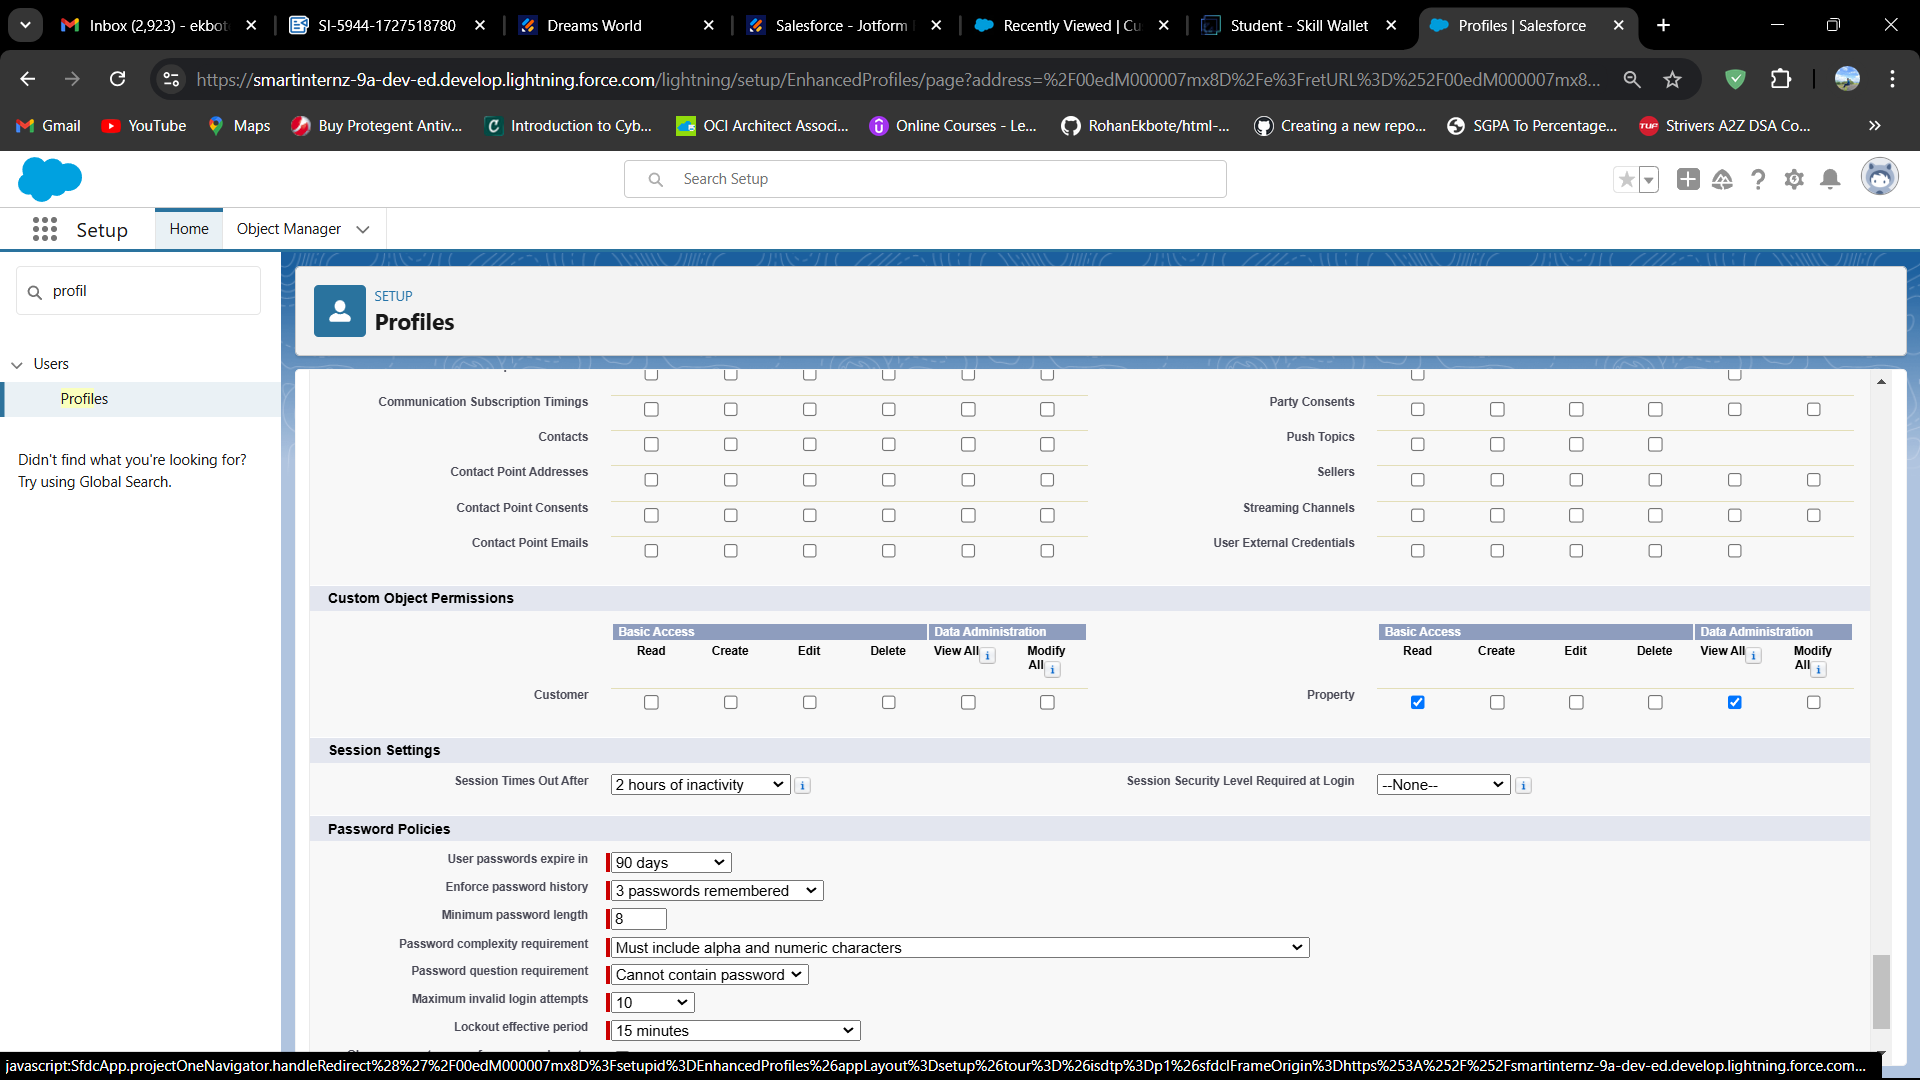 Inbox (2,923) - ekbot
SI-5944-1727518780
Dreams World
Salesforce - Jotform
Recently Viewed | Cu
Student - Skill Wallet
Profiles | Salesforce
https://smartinternz-9a-dev-ed.develop.lightning.force.com/lightning/setup/EnhancedProfiles/page?address=%2F00edM000007mx8D%2Fe%3FretURL%3D%252F00edM000007mx8...
Gmail
YouTube
Maps
Buy Protegent Antiv...
Introduction to Cyb...
OCI Architect Associ...
Online Courses - Le...
RohanEkbote/html-...
Creating a new repo...
SGPA To Percentage...
Strivers A2Z DSA Co...
Search Setup
Setup
Home
Object Manager
profil
Users
Profiles
Didn't find what you're looking for?
Try using Global Search.
SETUP
Profiles
Communication Subscription Timings
Party Consents
Contacts
Push Topics
Contact Point Addresses
Sellers
Contact Point Consents
Streaming Channels
Contact Point Emails
User External Credentials
Custom Object Permissions
Basic Access Data Administration Basic Access Data Administration
Read Create Edit Delete View All Modify All Read Create Edit Delete View All Modify All
Customer
Property
Session Settings
Session Times Out After 2 hours of inactivity
Session Security Level Required at Login --None--
Password Policies
User passwords expire in 90 days
Enforce password history 3 passwords remembered
Minimum password length 8
Password complexity requirement Must include alpha and numeric characters
Password question requirement Cannot contain password
Maximum invalid login attempts 10
Lockout effective period 15 minutes
javascript:SfdcApp.projectOneNavigator.handleRedirect%28%27%2F00edM000007mx8D%3Fsetupid%3DEnhancedProfiles%26appLayout%3Dsetup%26tour%3D%26isdtp%3Dp1%26sfdcIFrameOrigin%3Dhttps%253A%252F%252Fsmartinternz-9a-dev-ed.develop.lightning.force.com...